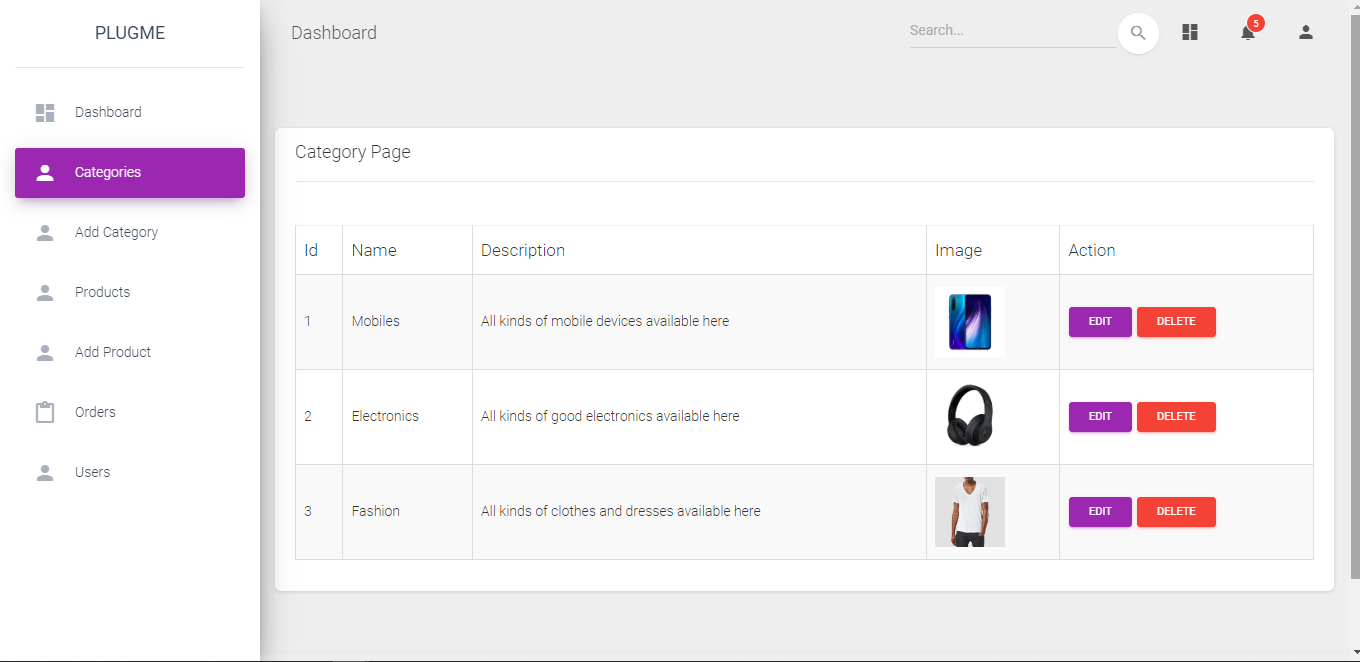 PLUGME
Dashboard
Categories
Add Category
Products
Add Product
Orders
Users
Dashboard
Search...
5
Category Page
Id Name Description Image Action
1 Mobiles All kinds of mobile devices available here EDIT DELETE
2 Electronics All kinds of good electronics available here EDIT DELETE
3 Fashion All kinds of clothes and dresses available here EDIT DELETE